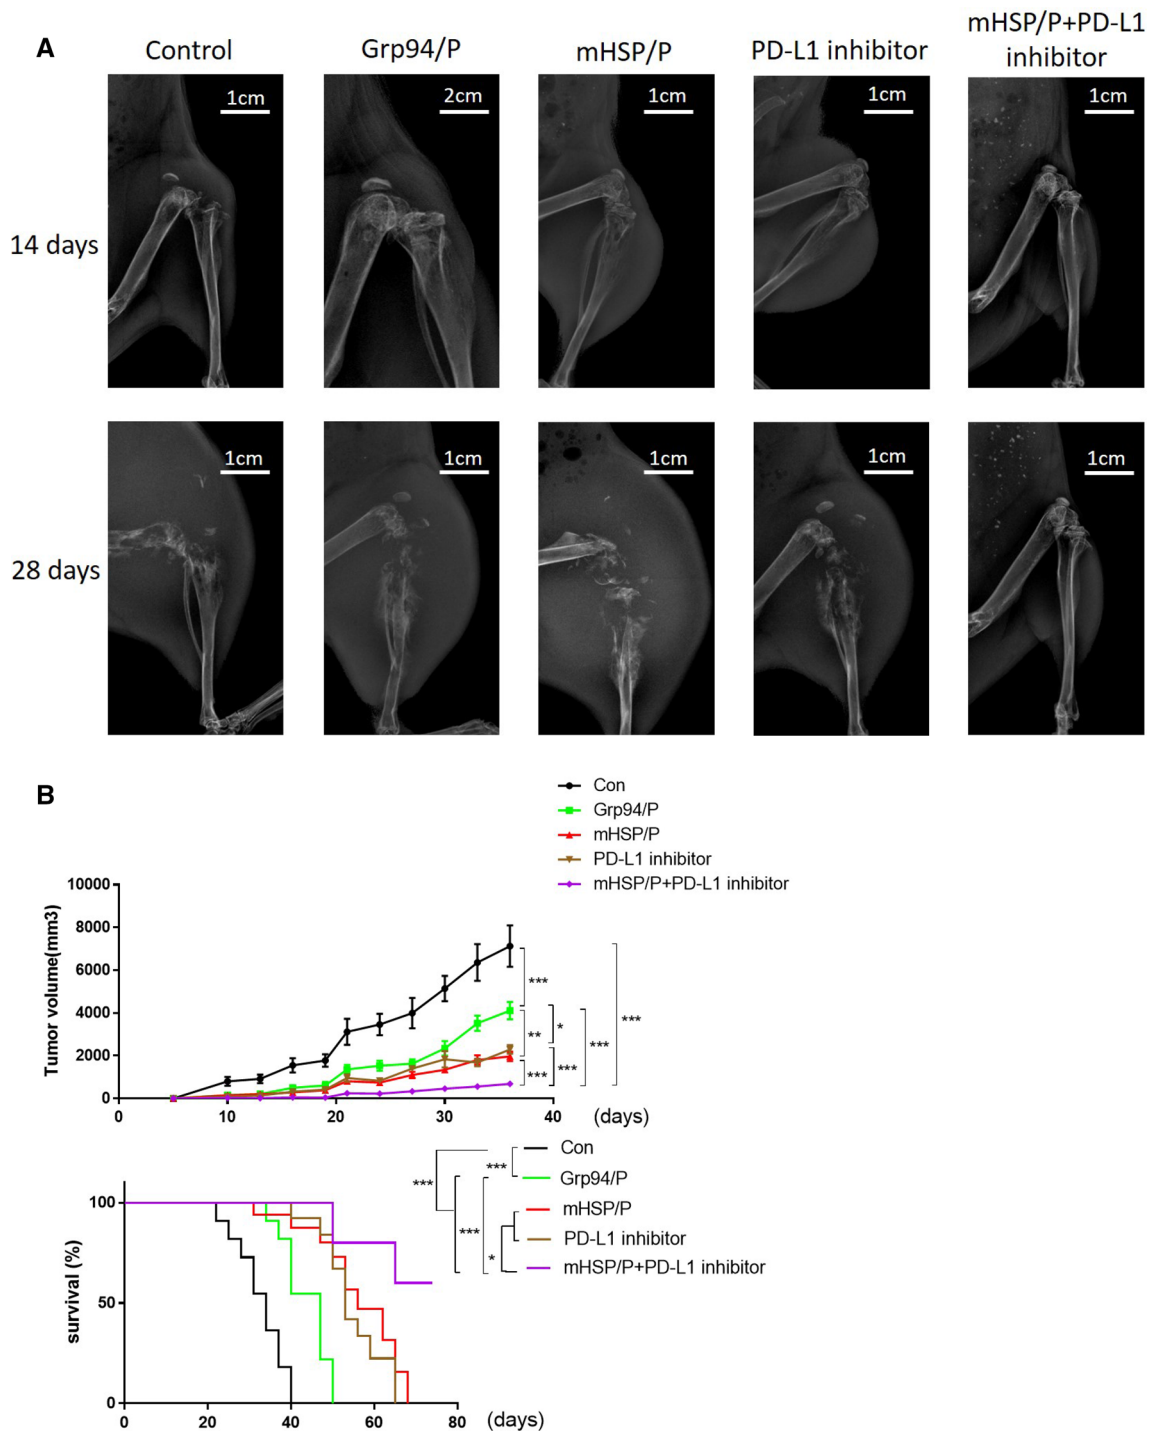 A
Control
Grp94/P
mHSP/P
PD-L1 inhibitor
mHSP/P+PD-L1
inhibitor
14 days
1cm
2cm
1cm
1cm
1cm
28 days
1cm
1cm
1cm
1cm
1cm
B
Con
Grp94/P
mHSP/P
PD-L1 inhibitor
mHSP/P+PD-L1 inhibitor
Tumor volume(mm3)
10000
8000
6000
4000
2000
0
0 10 20 30 40 (days)
***
**
*
***
***
***
***
Con
Grp94/P
mHSP/P
PD-L1 inhibitor
mHSP/P+PD-L1 inhibitor
***
***
***
*
survival (%)
100
50
0
0 20 40 60 80 (days)